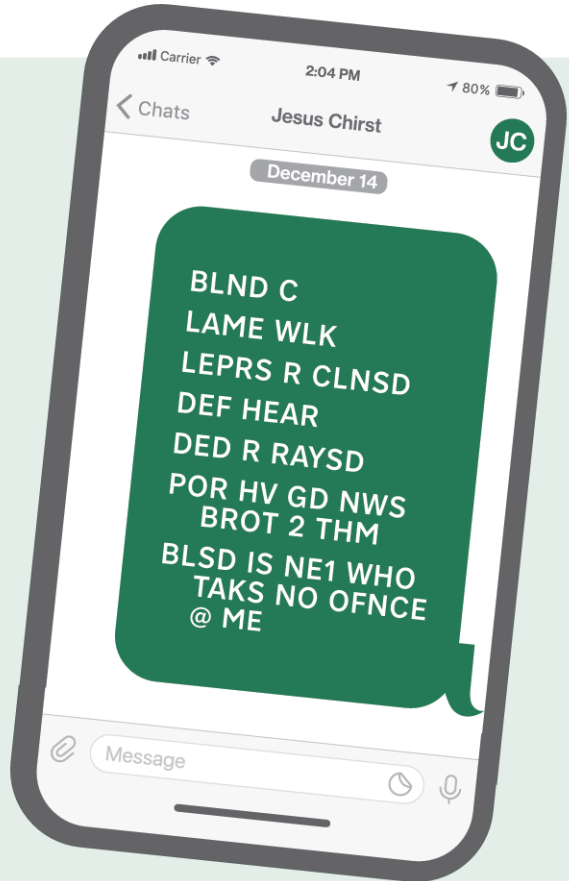 Carrier
2:04 PM
80%
Chats
Jesus Chirst
JC
December 14
BLND C
LAME WLK
LEPRS R CLNSD
DEF HEAR
DED R RAYSD
POR HV GD NWS
BROT 2 THM
BLSD IS NE1 WHO
TAKS NO OFNCE
@ ME
Message